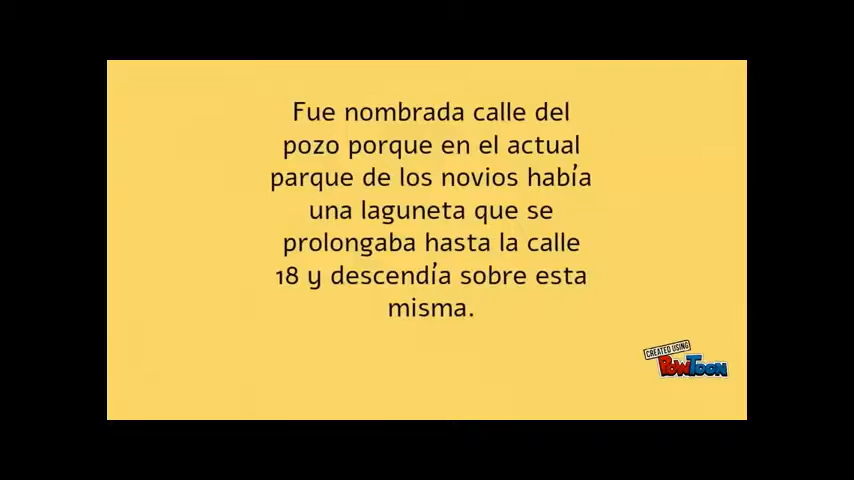 Fue nombrada calle del
pozo porque en el actual
parque de los novios había
una laguneta que se
prolongaba hasta la calle
18 y descendía sobre esta
misma.
CREATED USING
POWTOON